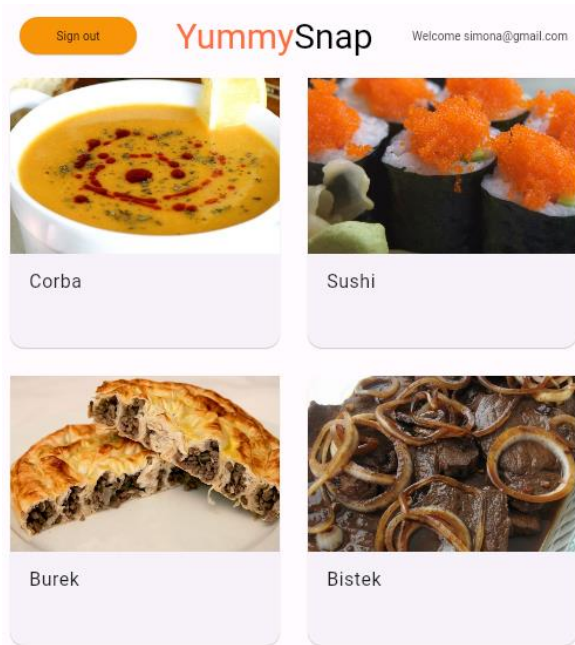 Sign out
YummySnap
Welcome simona@gmail.com
Corba
Sushi
Burek
Bistek